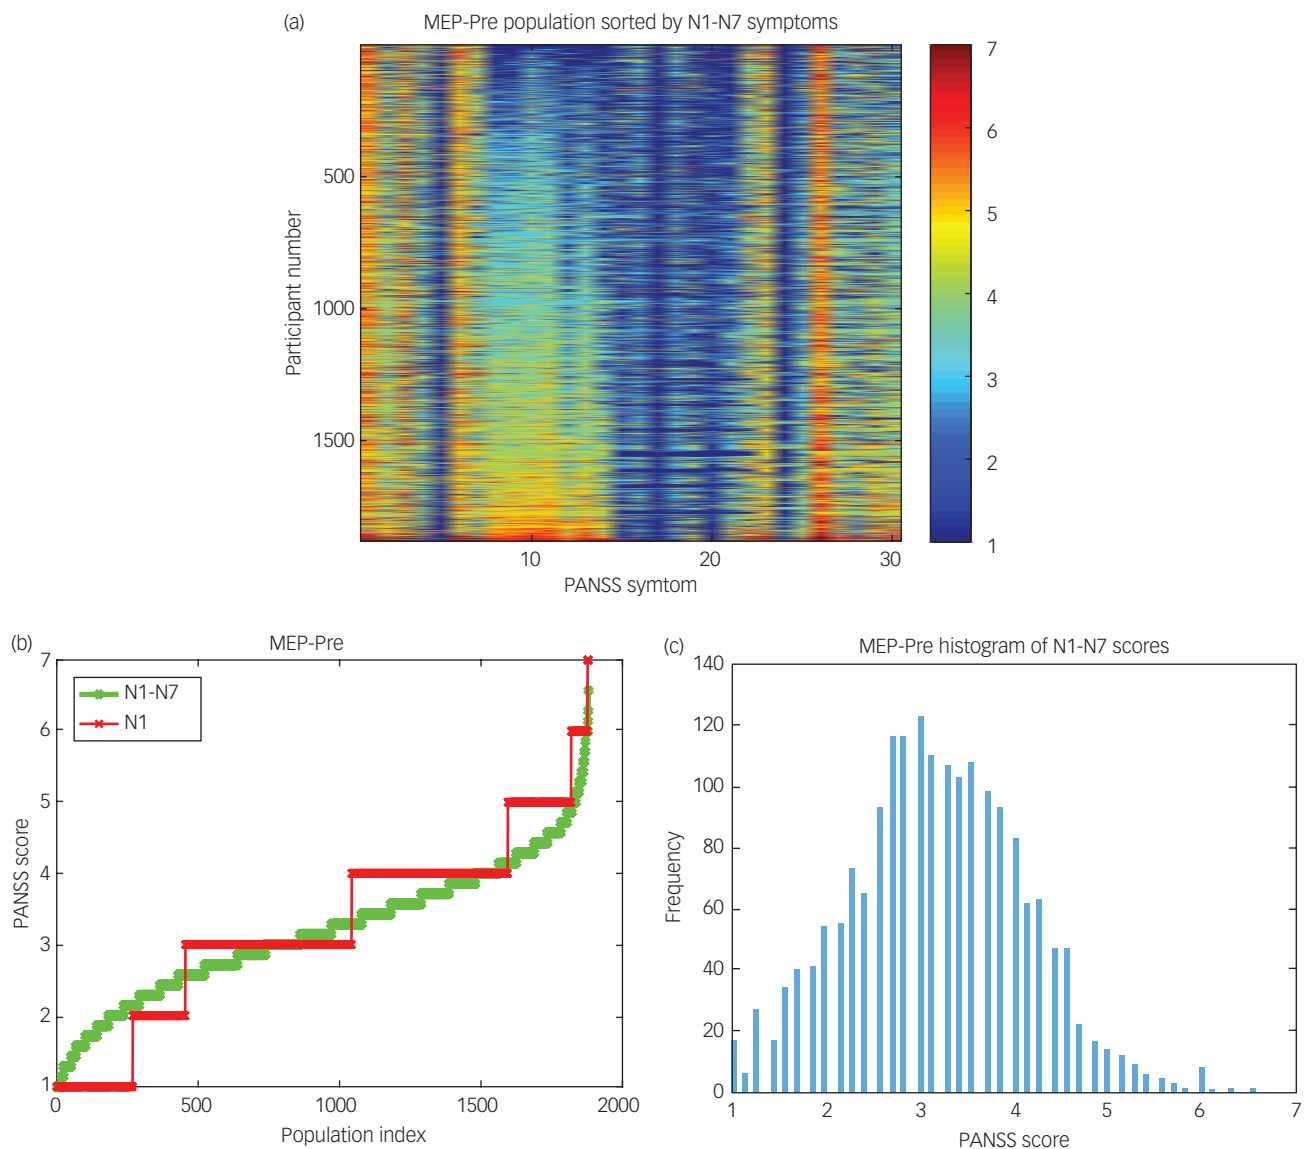 (a)
MEP-Pre population sorted by N1-N7 symptoms
Participant number
500
1000
1500
10
20
30
PANSS symtom
7
6
5
4
3
2
1
(b)
MEP-Pre
PANSS score
7
6
5
4
3
2
1
N1-N7
N1
0
500
1000
1500
2000
Population index
(c)
MEP-Pre histogram of N1-N7 scores
Frequency
140
120
100
80
60
40
20
0
1
2
3
4
5
6
7
PANSS score